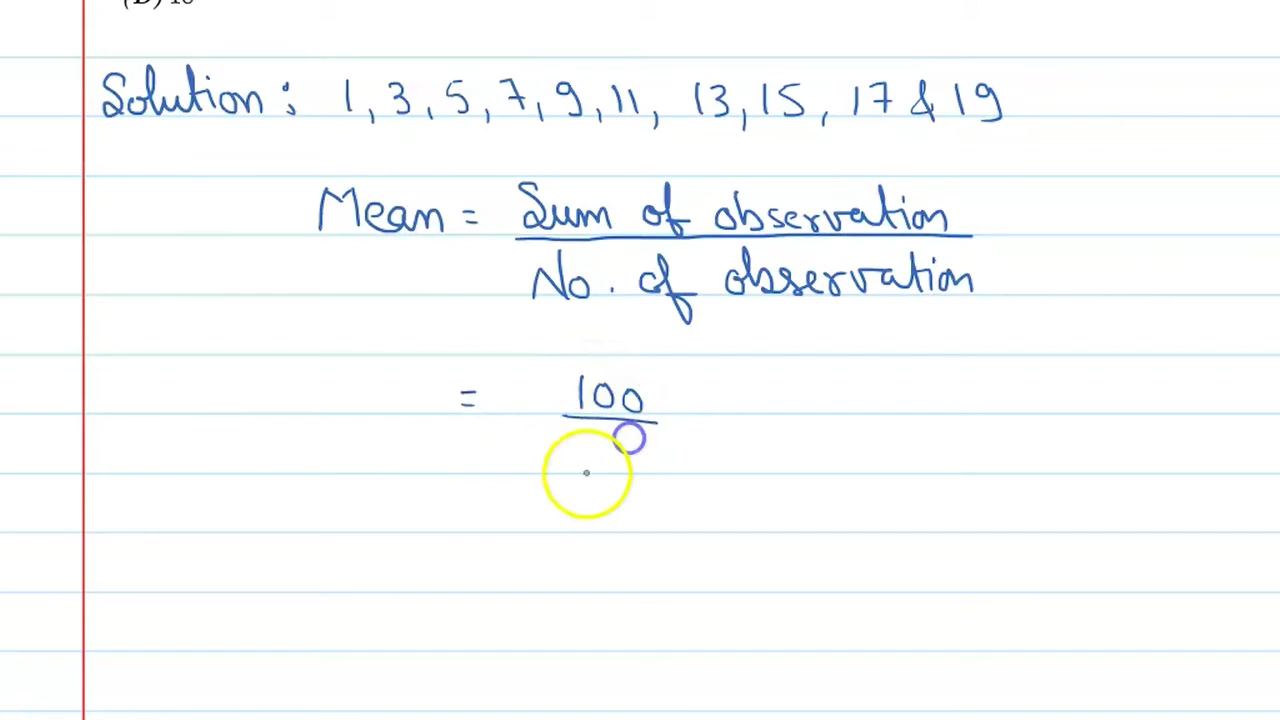 Solution : 1, 3, 5, 7, 9, 11, 13, 15, 17 & 19
Mean = Sum of observation
No. of observation
= 100